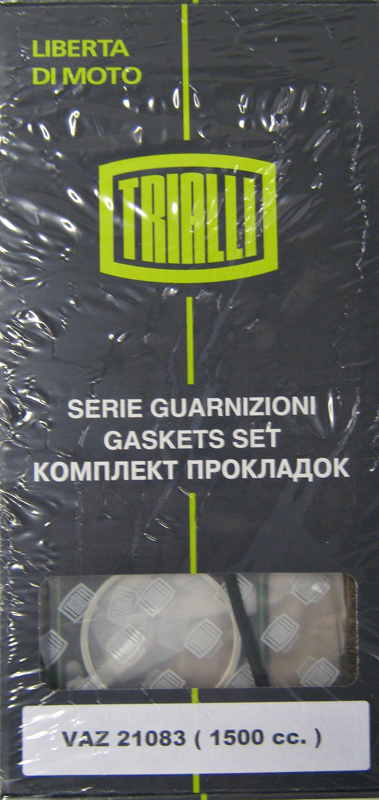 LIBERTA
DI MOTO
TRIALLI
SERIE GUARNIZIONI
GASKETS SET
КОМПЛЕКТ ПРОКЛАДОК
VAZ 21083 ( 1500 cc. )